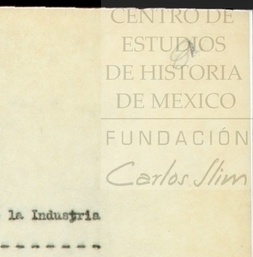 CENTRO DE
ESTUDIOS
DE HISTORIA
DE MEXICO
FUNDACIÓN
Carlos Slim
la Industria